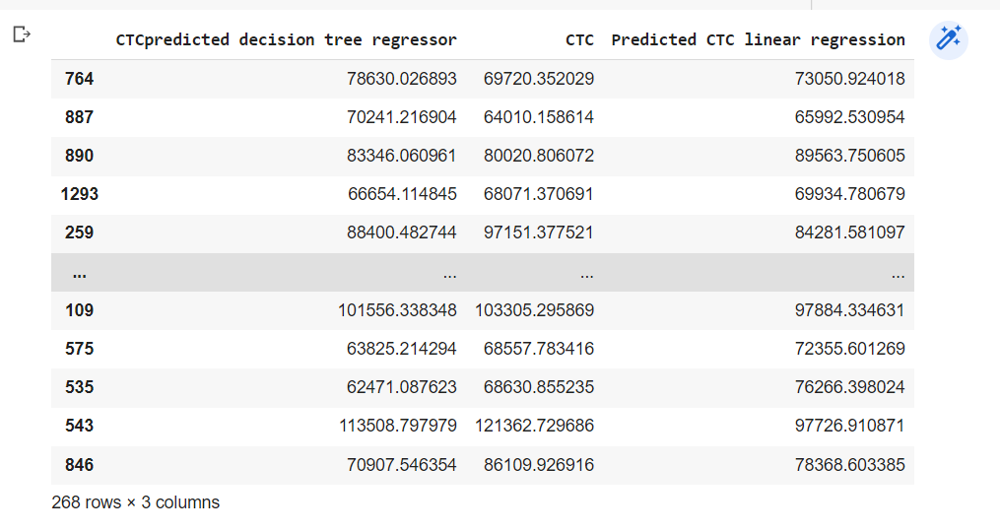 CTCpredicted decision tree regressor CTC Predicted CTC linear regression
764 78630.026893 69720.352029 73050.924018
887 70241.216904 64010.158614 65992.530954
890 83346.060961 80020.806072 89563.750605
1293 66654.114845 68071.370691 69934.780679
259 88400.482744 97151.377521 84281.581097
... ... ... ...
109 101556.338348 103305.295869 97884.334631
575 63825.214294 68557.783416 72355.601269
535 62471.087623 68630.855235 76266.398024
543 113508.797979 121362.729686 97726.910871
846 70907.546354 86109.926916 78368.603385
268 rows × 3 columns